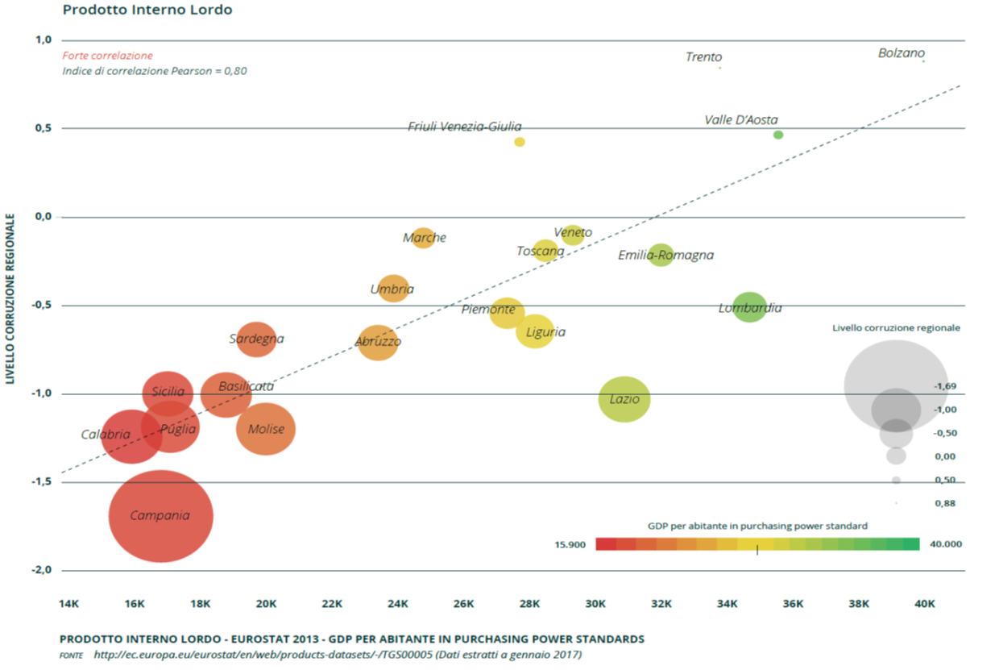 Prodotto Interno Lordo
1,0
Forte correlazione
Indice di correlazione Pearson = 0,80
Trento
Bolzano
0,5
Friuli Venezia-Giulia
Valle D'Aosta
LIVELLO CORRUZIONE REGIONALE
0,0
Marche
Veneto
Toscana
Emilia-Romagna
Umbria
-0,5
Piemonte
Lombardia
Livello corruzione regionale
Sardegna
Abruzzo
Liguria
-1,69
-1,0
Sicilia
Basilicata
Lazio
-1,00
Calabria
Puglia
Molise
-0,50
0,00
-1,5
0,50
0,88
Campania
GDP per abitante in purchasing power standard
15.900
40.000
-2,0
14K 16K 18K 20K 22K 24K 26K 28K 30K 32K 34K 36K 38K 40K
PRODOTTO INTERNO LORDO - EUROSTAT 2013 - GDP PER ABITANTE IN PURCHASING POWER STANDARDS
FONTE http://ec.europa.eu/eurostat/en/web/products-datasets/-/TGS00005 (Dati estratti a gennaio 2017)